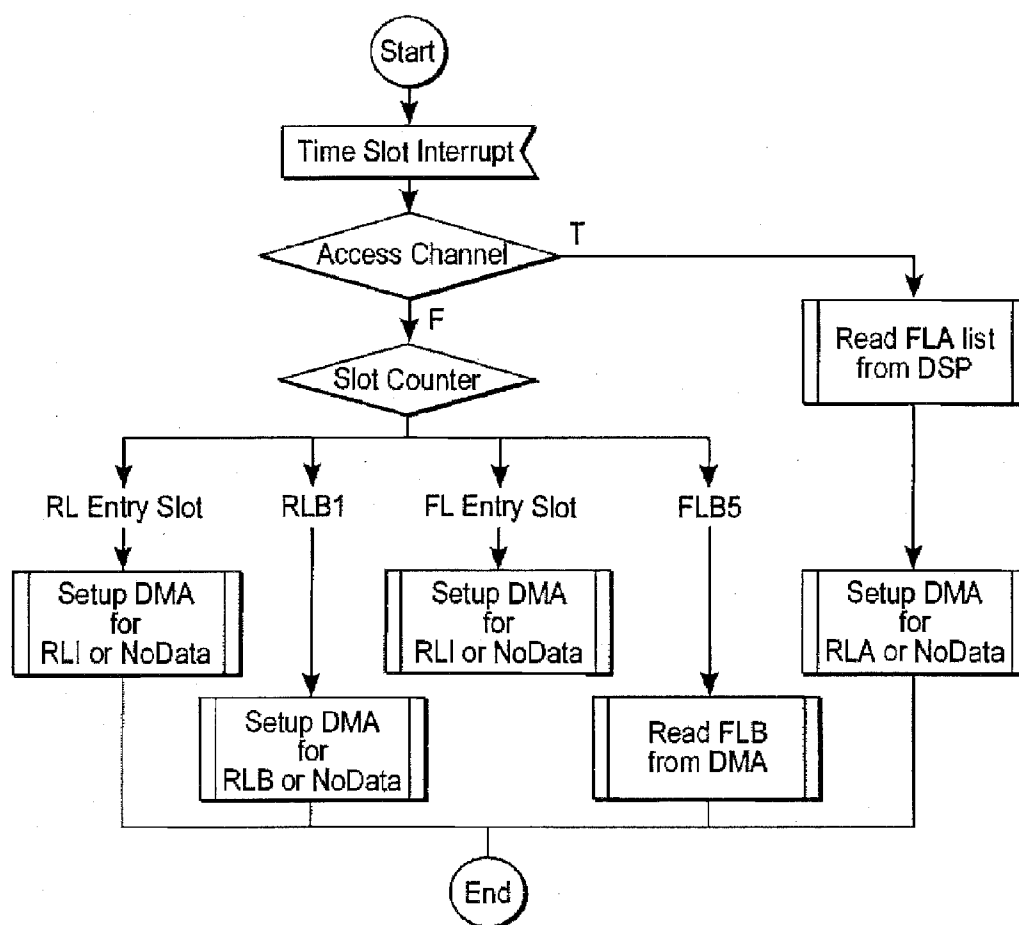 Start
Time Slot Interrupt
Access Channel
T
F
Read FLA list
from DSP
Slot Counter
RL Entry Slot
RLB1
FL Entry Slot
FLB5
Setup DMA
for
RLI or NoData
Setup DMA
for
RLI or NoData
Setup DMA
for
RLA or NoData
Setup DMA
for
RLB or NoData
Read FLB
from DMA
End